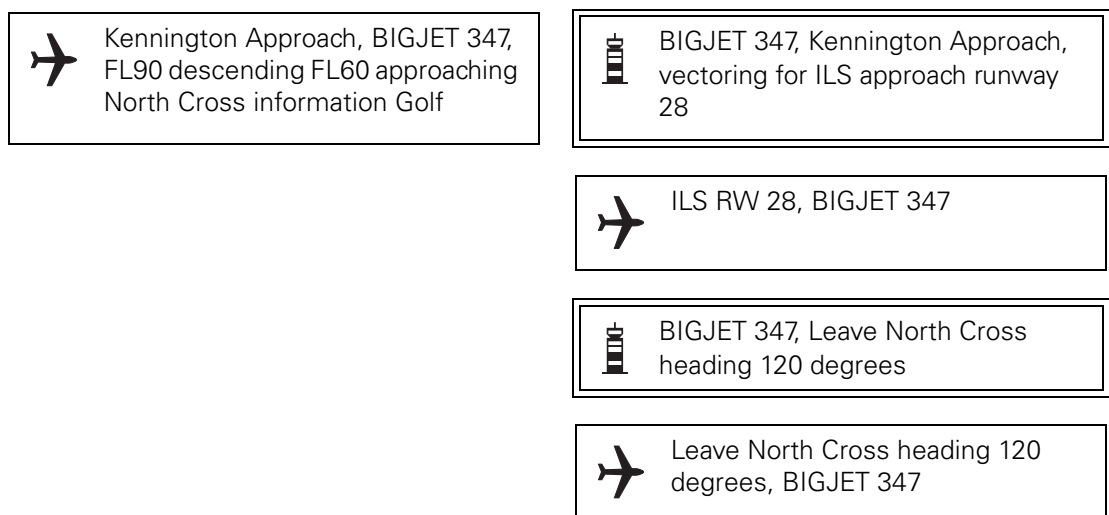 Kennington Approach, BIGJET 347,
FL90 descending FL60 approaching
North Cross information Golf
BIGJET 347, Kennington Approach,
vectoring for ILS approach runway
28
ILS RW 28, BIGJET 347
BIGJET 347, Leave North Cross
heading 120 degrees
Leave North Cross heading 120
degrees, BIGJET 347